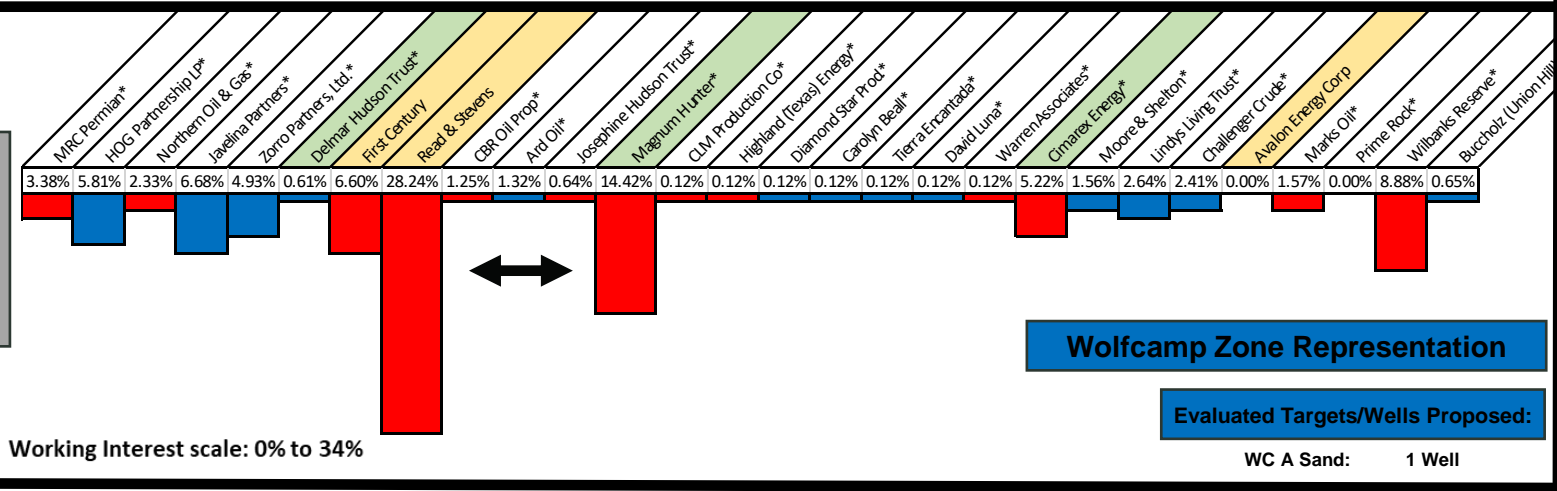 MRC Permian*
HOG Partnership LP*
Northern Oil & Gas*
Javelina Partners*
Zorro Partners, Ltd.*
Delmar Hudson Trust*
First Century
Read & Stevens
CBR Oil Prop*
Ard Oil*
Josephine Hudson Trust*
Magnum Hunter*
CLM Production Co*
Highland (Texas) Energy*
Diamond Star Prod.*
Carolyn Beall*
Tierra Encantada*
David Luna*
Warren Associates*
Cimarex Energy*
Moore & Shelton*
Lindys Living Trust*
Challenger Crude*
Avalon Energy Corp
Marks Oil*
Prime Rock*
Wilbanks Reserve*
Buccholz (Union Hill
3.38% 5.81% 2.33% 6.68% 4.93% 0.61% 6.60% 28.24% 1.25% 1.32% 0.64% 14.42% 0.12% 0.12% 0.12% 0.12% 0.12% 0.12% 0.12% 5.22% 1.56% 2.64% 2.41% 0.00% 1.57% 0.00% 8.88% 0.65%
Wolfcamp Zone Representation
Evaluated Targets/Wells Proposed:
Working Interest scale: 0% to 34%
WC A Sand: 1 Well